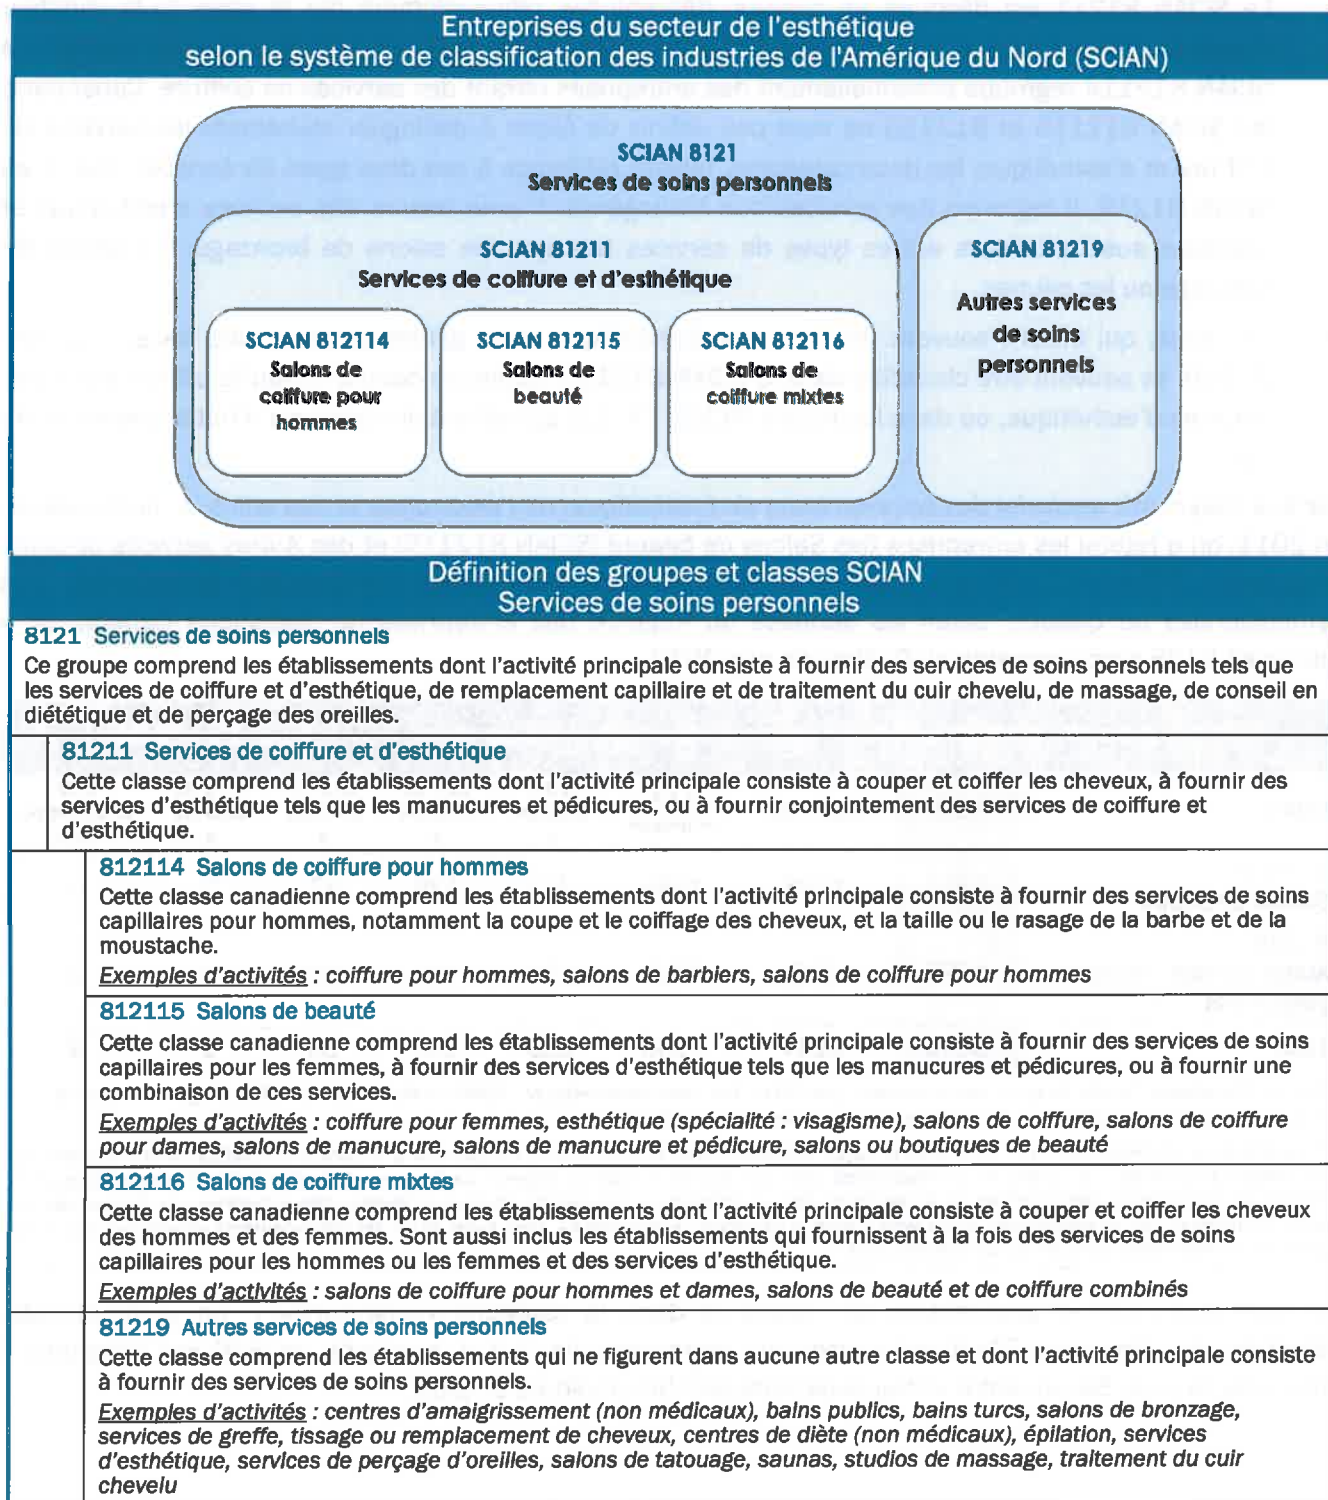 Entreprises du secteur de l'esthétique
selon le système de classification des industries de l'Amérique du Nord (SCIAN)
SCIAN 8121
Services de soins personnels
SCIAN 81211
Services de coiffure et d'esthétique
SCIAN 812114
Salons de
coiffure pour
hommes
SCIAN 812115
Salons de
beauté
SCIAN 812116
Salons de
coiffure mixtes
SCIAN 81219
Autres services
de soins
personnels
Définition des groupes et classes SCIAN
Services de soins personnels
8121 Services de soins personnels
Ce groupe comprend les établissements dont l'activité principale consiste à fournir des services de soins personnels tels que
les services de coiffure et d'esthétique, de remplacement capillaire et de traitement du cuir chevelu, de massage, de conseil en
diététique et de perçage des oreilles.
81211 Services de coiffure et d'esthétique
Cette classe comprend les établissements dont l'activité principale consiste à couper et coiffer les cheveux, à fournir des
services d'esthétique tels que les manucures et pédicures, ou à fournir conjointement des services de coiffure et
d'esthétique.
812114 Salons de coiffure pour hommes
Cette classe canadienne comprend les établissements dont l'activité principale consiste à fournir des services de soins
capillaires pour hommes, notamment la coupe et le coiffage des cheveux, et la taille ou le rasage de la barbe et de la
moustache.
Exemples d'activités : coiffure pour hommes, salons de barbiers, salons de coiffure pour hommes
812115 Salons de beauté
Cette classe canadienne comprend les établissements dont l'activité principale consiste à fournir des services de soins
capillaires pour les femmes, à fournir des services d'esthétique tels que les manucures et pédicures, ou à fournir une
combinaison de ces services.
Exemples d'activités : coiffure pour femmes, esthétique (spécialité : visagisme), salons de coiffure, salons de coiffure
pour dames, salons de manucure, salons de manucure et pédicure, salons ou boutiques de beauté
812116 Salons de coiffure mixtes
Cette classe canadienne comprend les établissements dont l'activité principale consiste à couper et coiffer les cheveux
des hommes et des femmes. Sont aussi inclus les établissements qui fournissent à la fois des services de soins
capillaires pour les hommes ou les femmes et des services d'esthétique.
Exemples d'activités : salons de coiffure pour hommes et dames, salons de beauté et de coiffure combinés
81219 Autres services de soins personnels
Cette classe comprend les établissements qui ne figurent dans aucune autre classe et dont l'activité principale consiste
à fournir des services de soins personnels.
Exemples d'activités : centres d'amaigrissement (non médicaux), bains publics, bains turcs, salons de bronzage,
services de greffe, tissage ou remplacement de cheveux, centres de diète (non médicaux), épilation, services
d'esthétique, services de perçage d'oreilles, salons de tatouage, saunas, studios de massage, traitement du cuir
chevelu